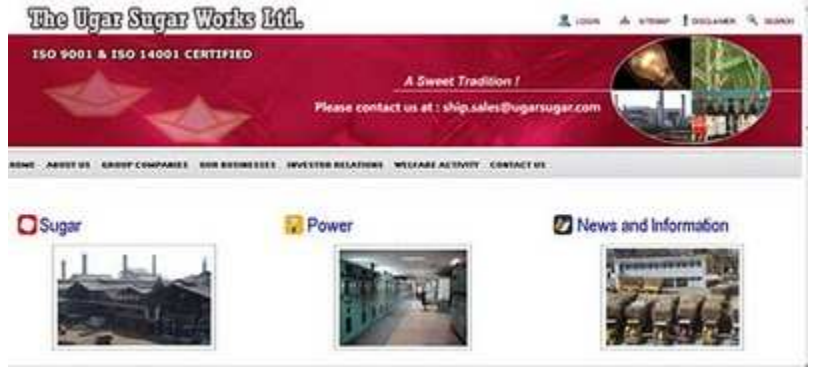 The Ugar Sugar Works Ltd.
LOGIN SITEMAP DISCLAIMER SEARCH
ISO 9001 & ISO 14001 CERTIFIED
A Sweet Tradition !
Please contact us at : ship.sales@ugarsugar.com
HOME ABOUT US GROUP COMPANIES OUR BUSINESSES INVESTOR RELATIONS WELFARE ACTIVITY CONTACT US
Sugar Power News and Information